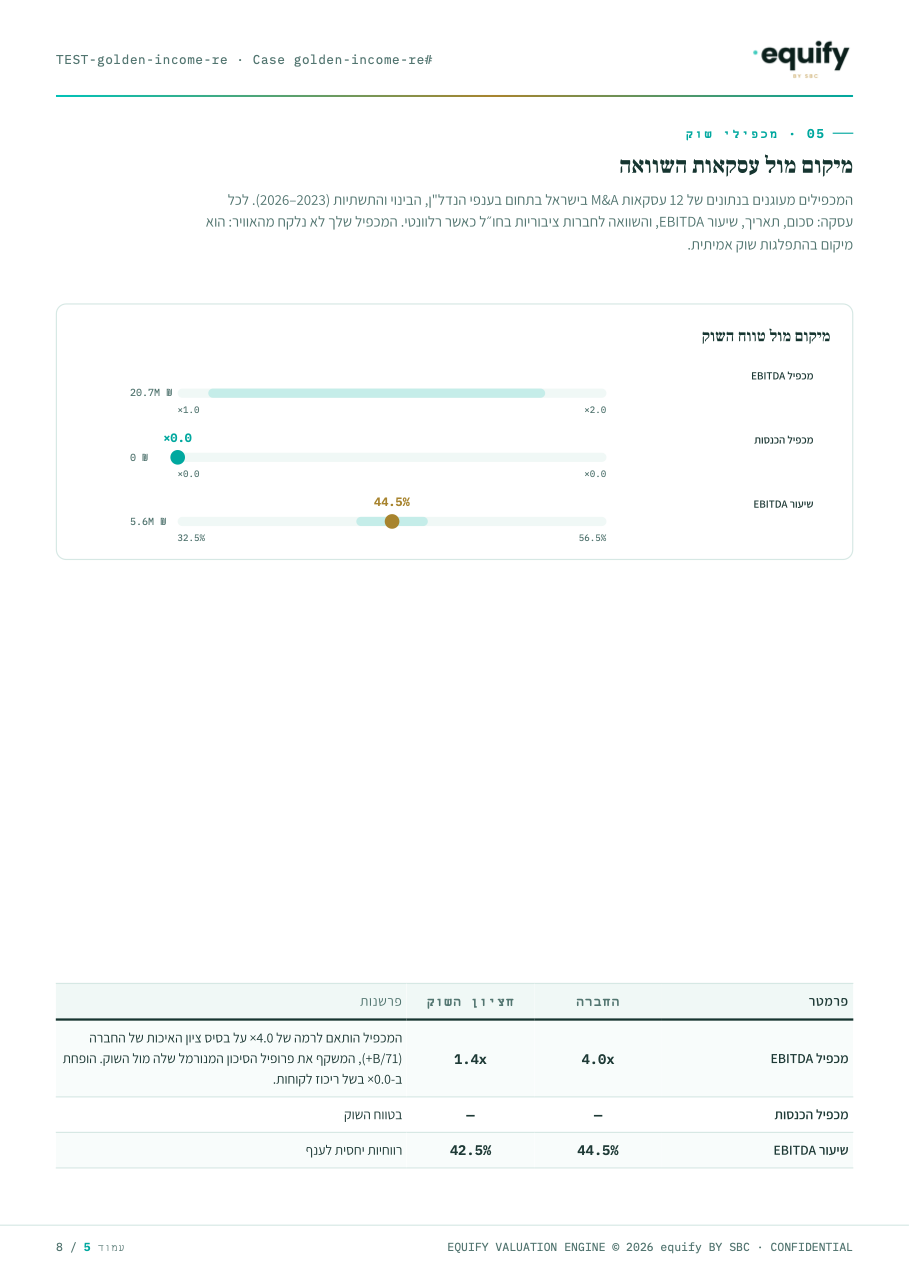 TEST-golden-income-re · Case golden-income-re#
equify
BY SBC
05 · מכפילי שוק
מיקום מול עסקאות השוואה
המכפילים מעוגנים בנתונים של 12 עסקאות M&A בישראל בתחום בענפי הנדל"ן, הבינוי והתשתיות (2023–2026). לכל
עסקה: סכום, תאריך, שיעור EBITDA, והשוואה לחברות ציבוריות בחו״ל כאשר רלוונטי. המכפיל שלך לא נלקח מהאוויר: הוא
מיקום בהתפלגות שוק אמיתית.
מיקום מול טווח השוק
מכפיל EBITDA
20.7M ₪
×1.0 ×2.0
מכפיל הכנסות
×0.0
0 ₪
×0.0 ×0.0
שיעור EBITDA
44.5%
5.6M ₪
32.5% 56.5%
פרמטר החברה חציון השוק פרשנות
מכפיל EBITDA 4.0x 1.4x המכפיל הותאם לרמה של 4.0× על בסיס ציון האיכות של החברה
(B/71+), המשקף את פרופיל הסיכון המנורמל שלה מול השוק. הופחת
ב-0.0× בשל ריכוז לקוחות.
מכפיל הכנסות — — בטווח השוק
שיעור EBITDA 44.5% 42.5% רווחיות יחסית לענף
EQUIFY VALUATION ENGINE © 2026 equify BY SBC · CONFIDENTIAL
עמוד 5 / 8